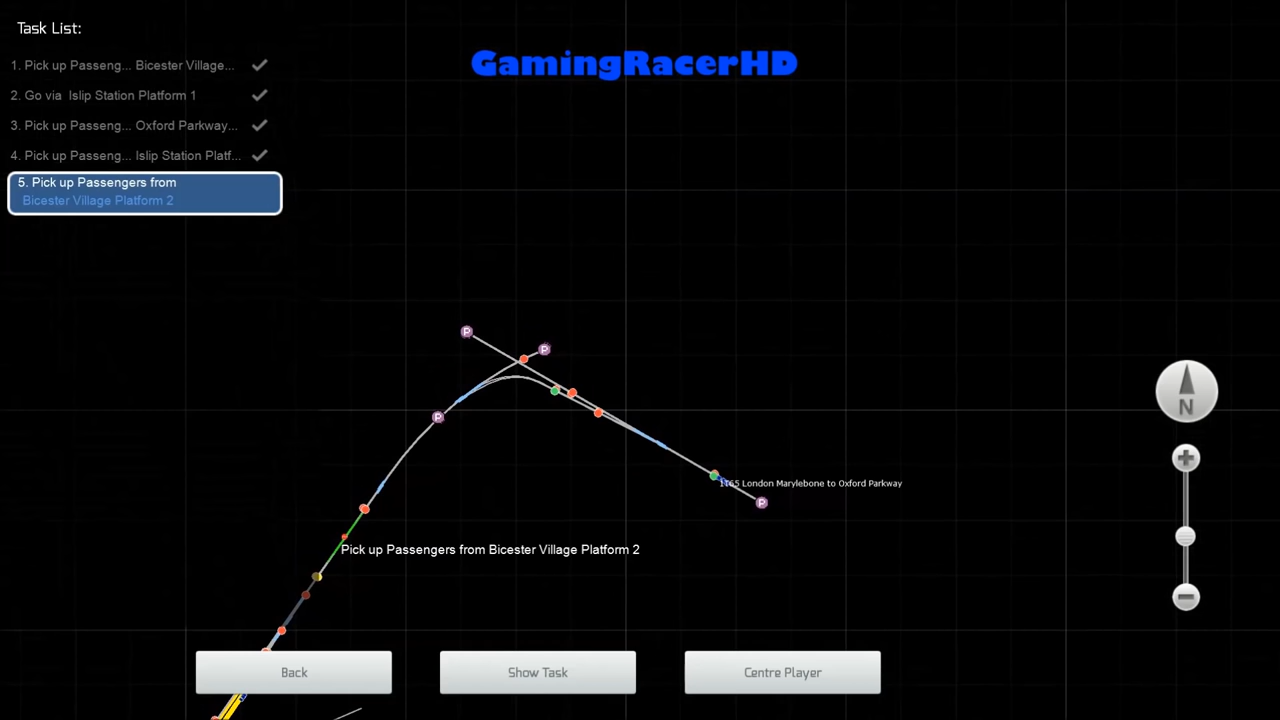 Task List:
GamingRacerHD
1. Pick up Passeng... Bicester Village...
2. Go via Islip Station Platform 1
3. Pick up Passeng... Oxford Parkway...
4. Pick up Passeng... Islip Station Platf...
5. Pick up Passengers from
Bicester Village Platform 2
P
P
P
N
1T65 London Marylebone to Oxford Parkway
P
Pick up Passengers from Bicester Village Platform 2
Back
Show Task
Centre Player